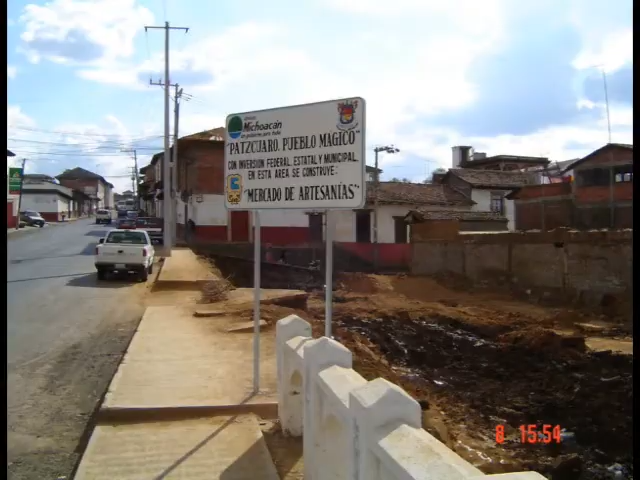 Michoacán
"PATZCUARO, PUEBLO MAGICO"
CON INVERSION FEDERAL, ESTATAL Y MUNICIPAL,
EN ESTA AREA SE CONSTRUYE:
"MERCADO DE ARTESANIAS"
8 15:54